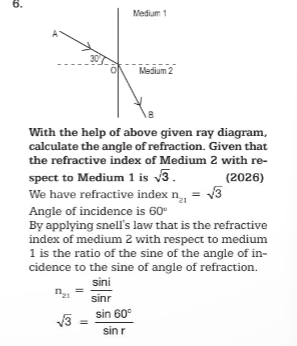 6.
Medium 1
A
30°
O
Medium 2
B
With the help of above given ray diagram,
calculate the angle of refraction. Given that
the refractive index of Medium 2 with re-
spect to Medium 1 is √3 . (2026)
We have refractive index n₂₁ = √3
Angle of incidence is 60°
By applying snell's law that is the refractive
index of medium 2 with respect to medium
1 is the ratio of the sine of the angle of in-
cidence to the sine of angle of refraction.
n₂₁ = sini / sinr
√3 = sin 60° / sin r